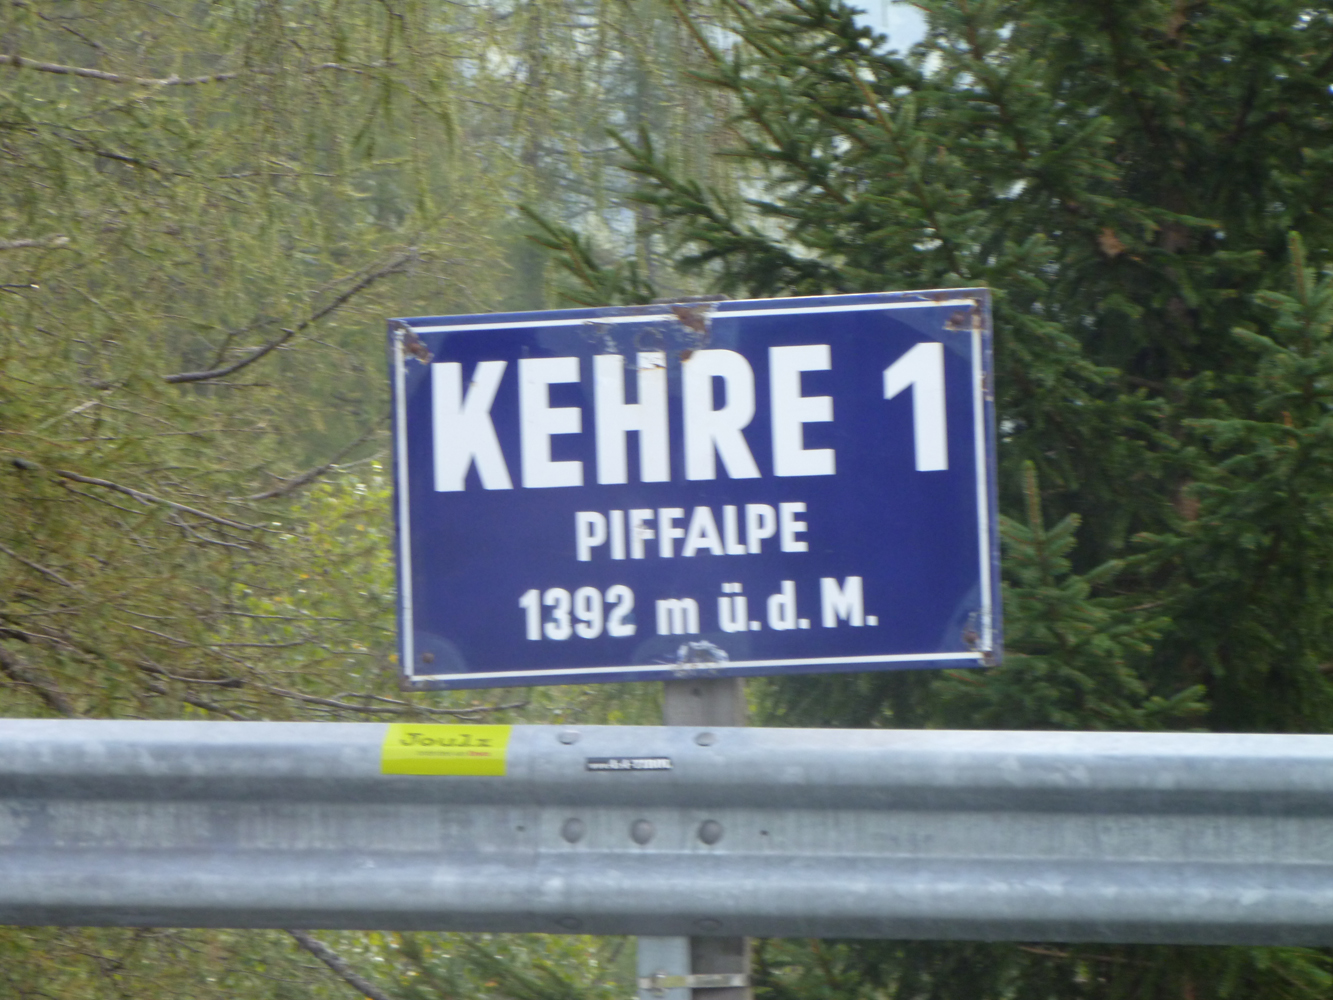 KEHRE 1
PIFFALPE
1392 m ü.d.M.
Joulz